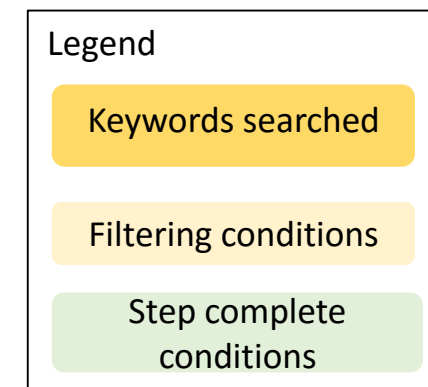 Legend
Keywords searched
Filtering conditions
Step complete
conditions